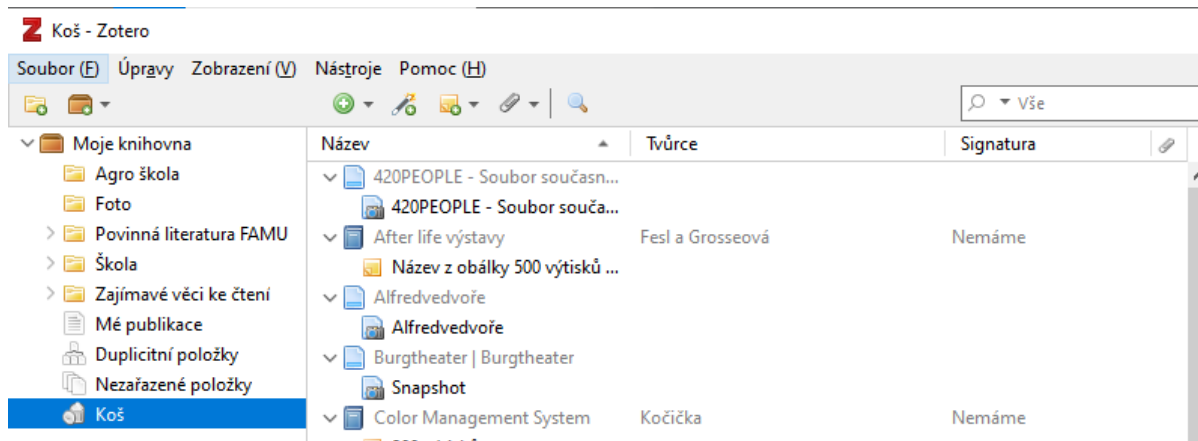 Koš - Zotero
Soubor (F) Úpravy Zobrazení (V) Nástroje Pomoc (H)
Vše
Moje knihovna
Agro škola
Foto
Povinná literatura FAMU
Škola
Zajímavé věci ke čtení
Mé publikace
Duplicitní položky
Nezařazené položky
Koš
Název Tvůrce Signatura
420PEOPLE - Soubor současn...
420PEOPLE - Soubor souča...
After life výstavy Fesl a Grosseová Nemáme
Název z obálky 500 výtisků ...
Alfredvedvoře
Alfredvedvoře
Burgtheater | Burgtheater
Snapshot
Color Management System Kočička Nemáme